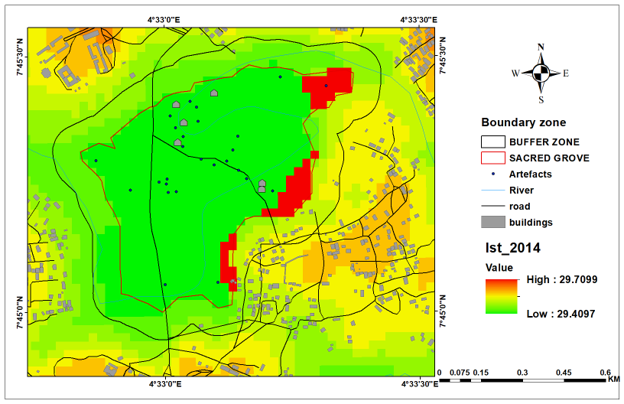 4°33'0"E
4°33'30"E
7°45'30"N
7°45'30"N
7°45'0"N
7°45'0"N
4°33'0"E
4°33'30"E
N
W
E
S
Boundary zone
BUFFER ZONE
SACRED GROVE
Artefacts
River
road
buildings
lst_2014
Value
High : 29.7099
Low : 29.4097
0 0.075 0.15 0.3 0.45 0.6
KM